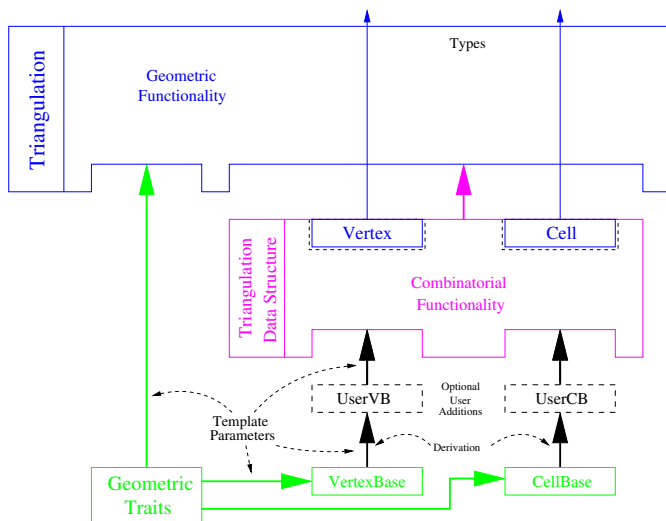 Types
Triangulation
Geometric
Functionality
Vertex
Cell
Triangulation
Data Structure
Combinatorial
Functionality
UserVB
Optional
User
Additions
UserCB
Template
Parameters
Derivation
Geometric
Traits
VertexBase
CellBase